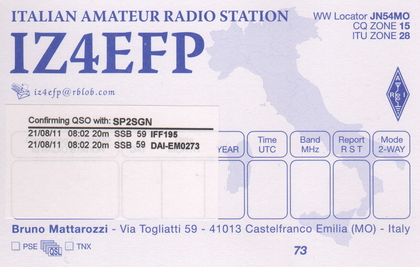 ITALIAN AMATEUR RADIO STATION
IZ4EFP
iz4efp@rblob.com
WW Locator JN54MO
CQ ZONE 15
ITU ZONE 28
ARI
Confirming QSO with: SP2SGN
21/08/11 08:02 20m SSB 59 IFF195
21/08/11 08:02 20m SSB 59 DAI-EM0273
YEAR Time UTC Band MHz Report R S T Mode 2-WAY
Bruno Mattarozzi - Via Togliatti 59 - 41013 Castelfranco Emilia (MO) - Italy
PSE QSL TNX
73